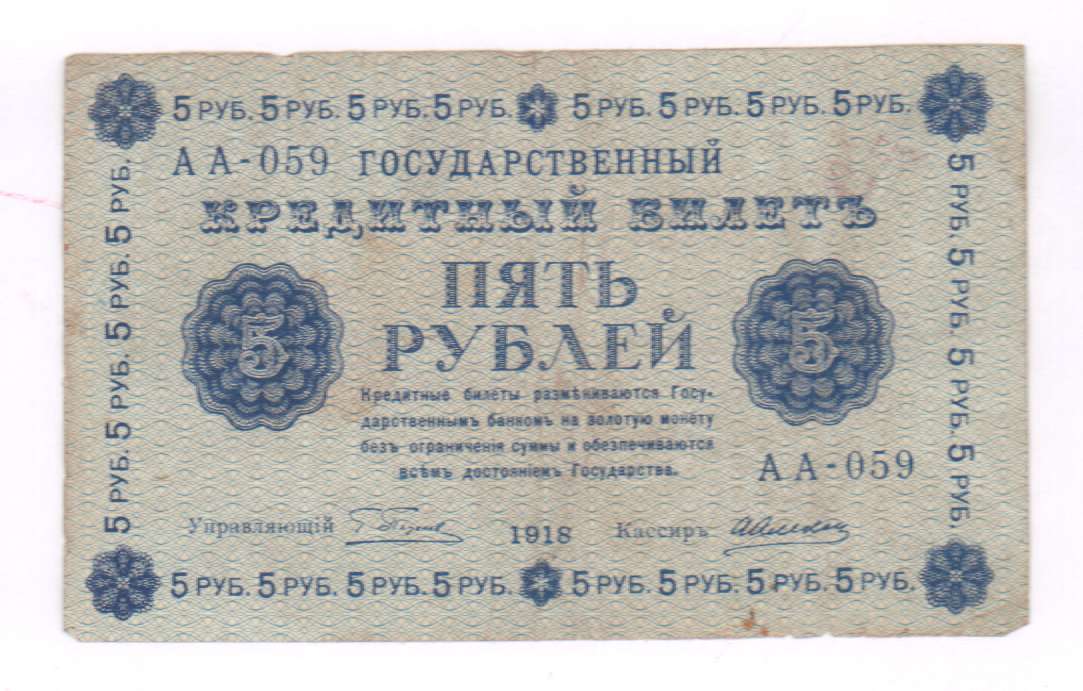 5 РУБ. 5 РУБ. 5 РУБ. 5 РУБ. 5 РУБ. 5 РУБ. 5 РУБ. 5 РУБ.
АА-059 ГОСУДАРСТВЕННЫЙ
КРЕДИТНЫЙ БИЛЕТЪ
ПЯТЬ
РУБЛЕЙ
5
5
Кредитные билеты размѣниваются Госу-
дарственнымъ банкомъ на золотую монету
безъ ограниченія суммы и обезпечиваются
всѣмъ достояніемъ Государства.
АА-059
Управляющій
1918 Кассиръ
5 РУБ. 5 РУБ. 5 РУБ. 5 РУБ. 5 РУБ. 5 РУБ. 5 РУБ. 5 РУБ.
5 РУБ. 5 РУБ. 5 РУБ. 5 РУБ.
5 РУБ. 5 РУБ. 5 РУБ. 5 РУБ.